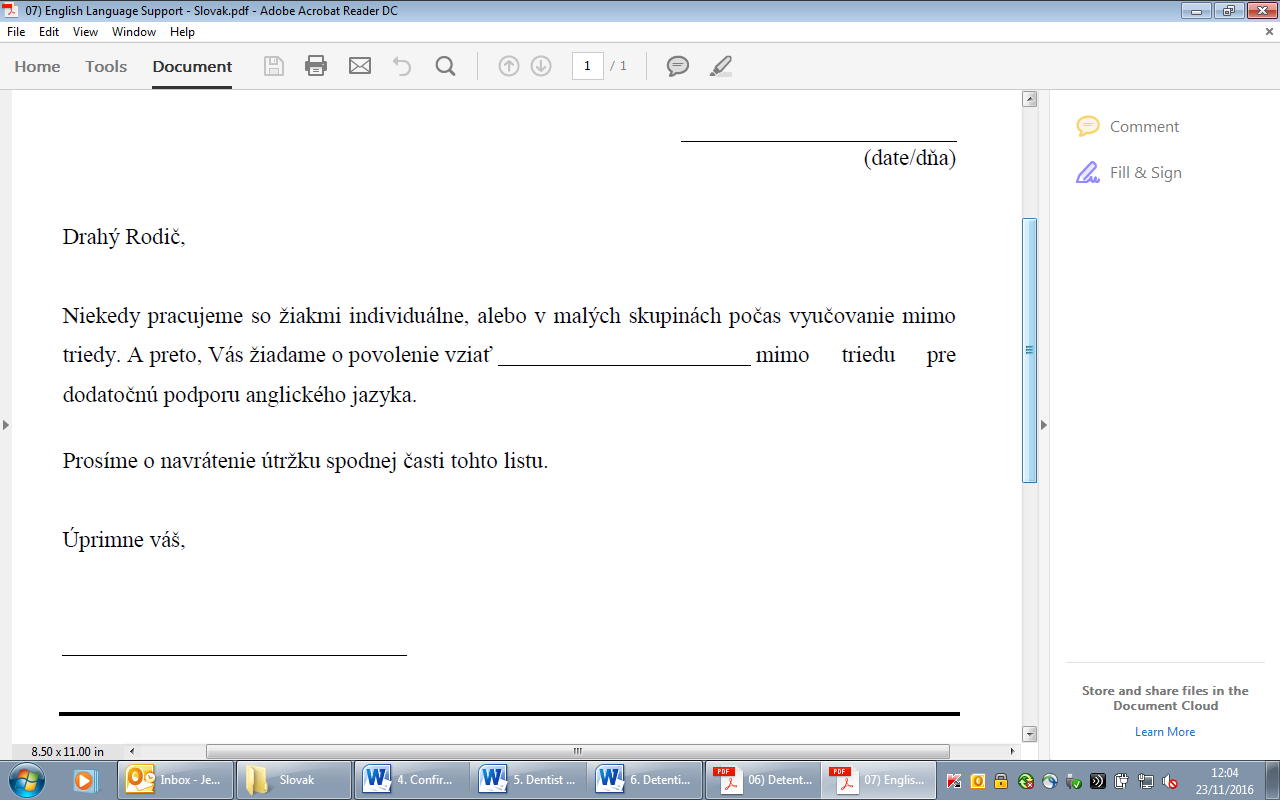 07) English Language Support - Slovak.pdf - Adobe Acrobat Reader DC
File Edit View Window Help
Home Tools Document 1 / 1
(date/dňa)
Drahý Rodič,
Niekedy pracujeme so žiakmi individuálne, alebo v malých skupinách počas vyučovanie mimo
triedy. A preto, Vás žiadame o povolenie vziať mimo triedu pre
dodatočnú podporu anglického jazyka.
Prosíme o navrátenie útržku spodnej časti tohto listu.
Úprimne váš,
Comment
Fill & Sign
Store and share files in the
Document Cloud
Learn More
8.50 x 11.00 in
Inbox - Je... Slovak 4. Confir... 5. Dentist ... 6. Detenti... 06) Detent... 07) Englis... 12:04
23/11/2016